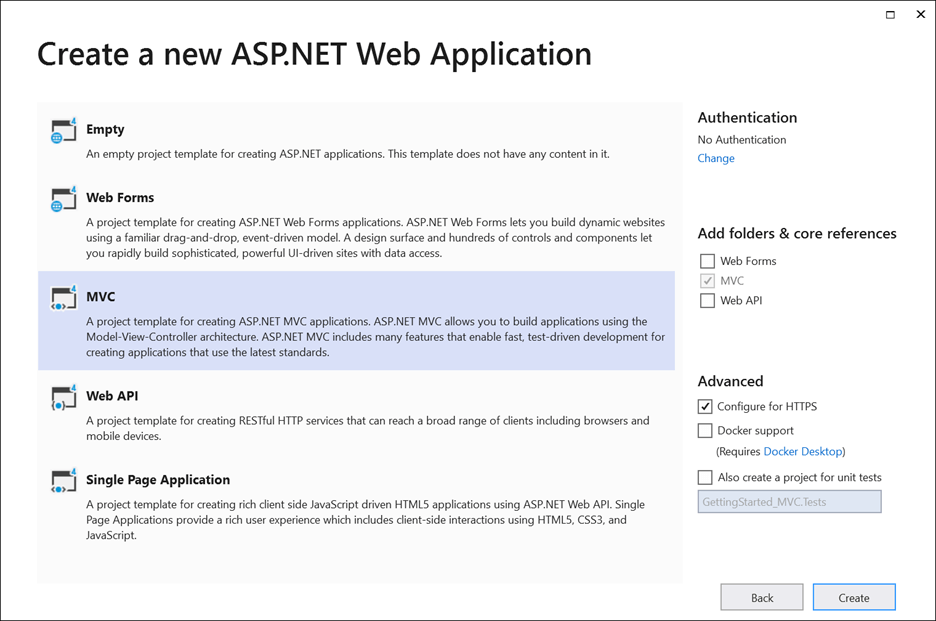 Create a new ASP.NET Web Application
Empty
An empty project template for creating ASP.NET applications. This template does not have any content in it.
Web Forms
A project template for creating ASP.NET Web Forms applications. ASP.NET Web Forms lets you build dynamic websites
using a familiar drag-and-drop, event-driven model. A design surface and hundreds of controls and components let
you rapidly build sophisticated, powerful UI-driven sites with data access.
MVC
A project template for creating ASP.NET MVC applications. ASP.NET MVC allows you to build applications using the
Model-View-Controller architecture. ASP.NET MVC includes many features that enable fast, test-driven development for
creating applications that use the latest standards.
Web API
A project template for creating RESTful HTTP services that can reach a broad range of clients including browsers and
mobile devices.
Single Page Application
A project template for creating rich client side JavaScript driven HTML5 applications using ASP.NET Web API. Single
Page Applications provide a rich user experience which includes client-side interactions using HTML5, CSS3, and
JavaScript.
Authentication
No Authentication
Change
Add folders & core references
Web Forms
MVC
Web API
Advanced
Configure for HTTPS
Docker support
(Requires Docker Desktop)
Also create a project for unit tests
GettingStarted_MVC.Tests
Back
Create